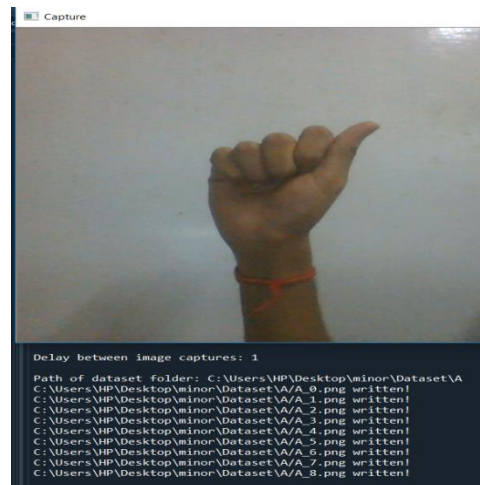 Capture
Delay between image captures: 1
Path of dataset folder: C:\Users\HP\Desktop\minor\Dataset\A
C:\Users\HP\Desktop\minor\Dataset\A/A_0.png written!
C:\Users\HP\Desktop\minor\Dataset\A/A_1.png written!
C:\Users\HP\Desktop\minor\Dataset\A/A_2.png written!
C:\Users\HP\Desktop\minor\Dataset\A/A_3.png written!
C:\Users\HP\Desktop\minor\Dataset\A/A_4.png written!
C:\Users\HP\Desktop\minor\Dataset\A/A_5.png written!
C:\Users\HP\Desktop\minor\Dataset\A/A_6.png written!
C:\Users\HP\Desktop\minor\Dataset\A/A_7.png written!
C:\Users\HP\Desktop\minor\Dataset\A/A_8.png written!